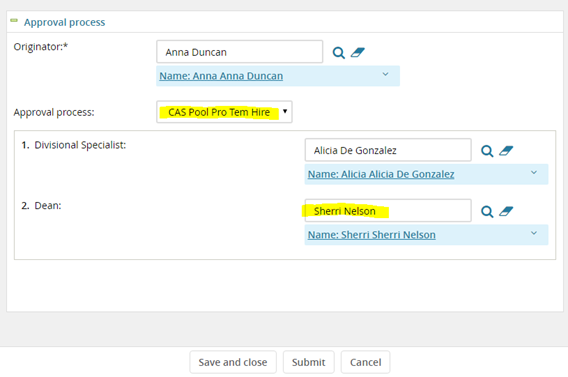 Approval process
Originator:*
Anna Duncan
Name: Anna Anna Duncan
Approval process:
CAS Pool Pro Tem Hire
1. Divisional Specialist:
Alicia De Gonzalez
Name: Alicia Alicia De Gonzalez
2. Dean:
Sherri Nelson
Name: Sherri Sherri Nelson
Save and close
Submit
Cancel